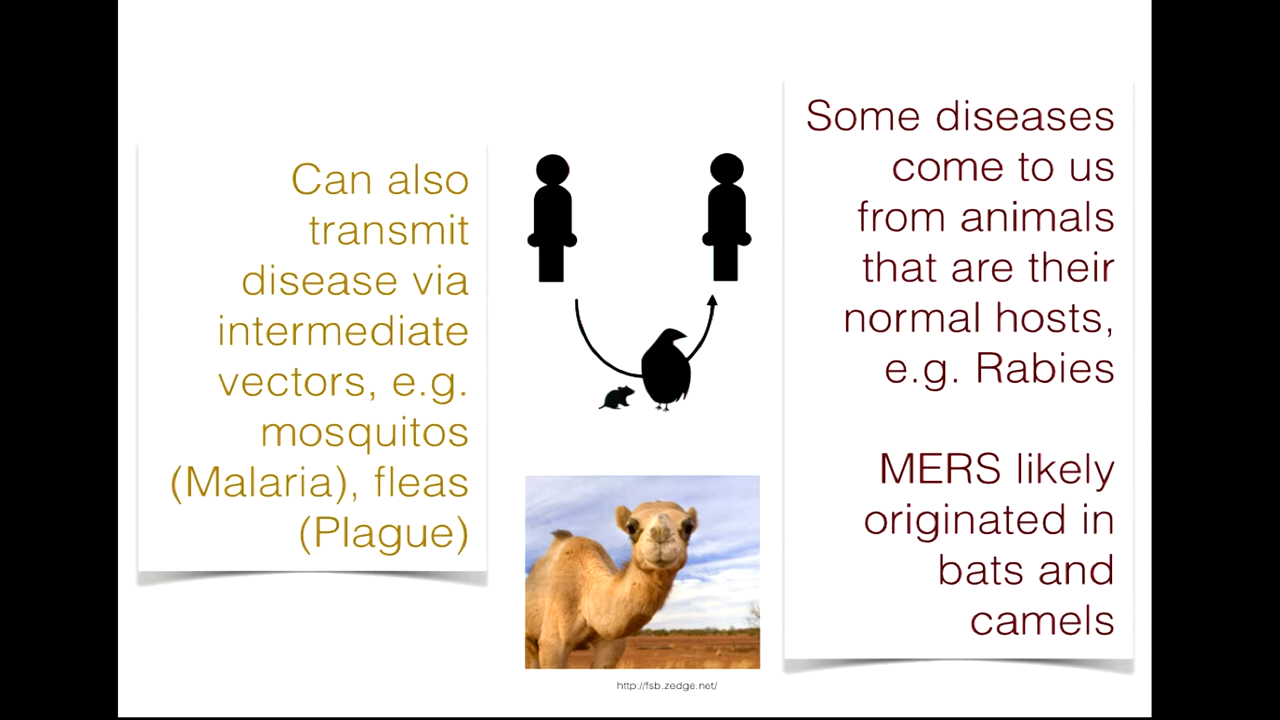 Can also
transmit
disease via
intermediate
vectors, e.g.
mosquitos
(Malaria), fleas
(Plague)
Some diseases
come to us
from animals
that are their
normal hosts,
e.g. Rabies
MERS likely
originated in
bats and
camels
http://fsb.zedge.net/